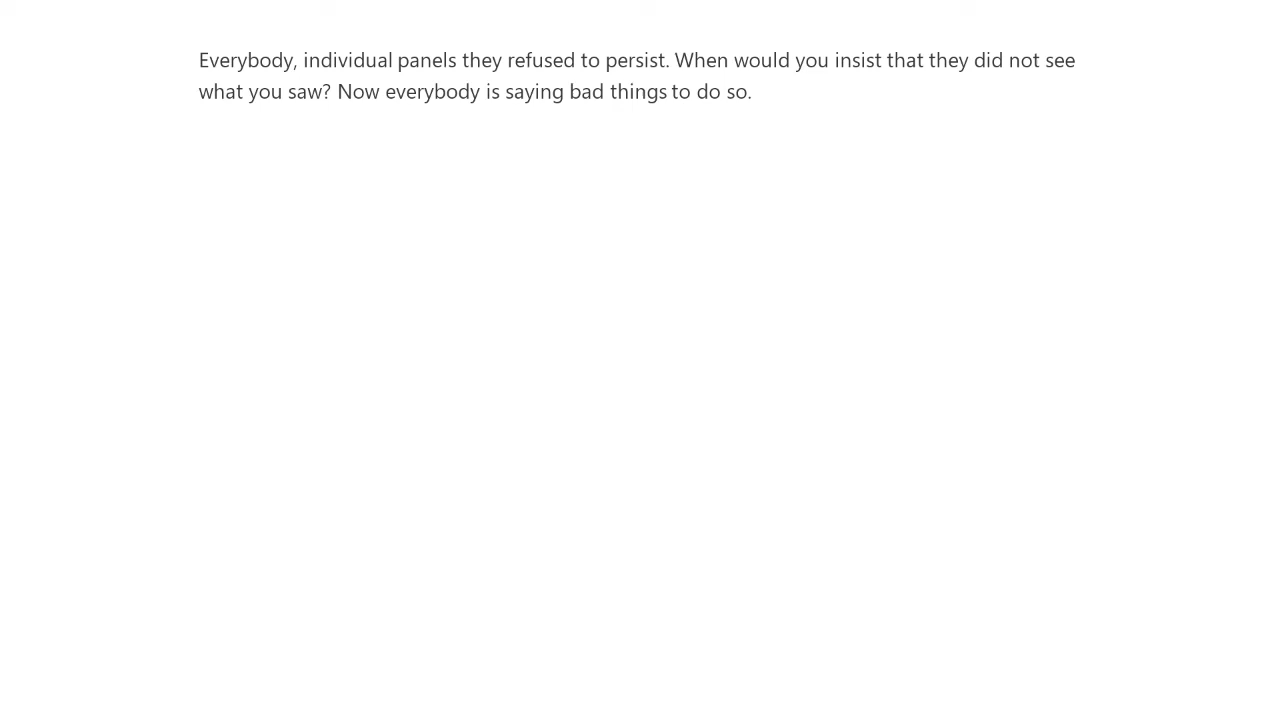 Everybody, individual panels they refused to persist. When would you insist that they did not see
what you saw? Now everybody is saying bad things to do so.